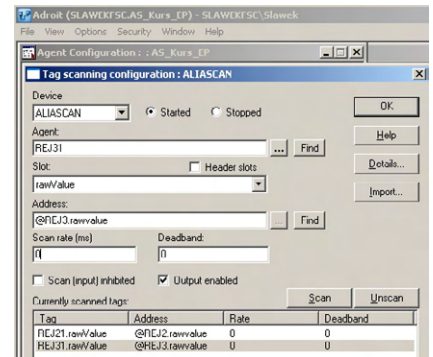 Adroit (SLAWEKFSC.AS_Kurs_EP) - SLAWEKFSC\Slawek
File View Options Security Window Help
Agent Configuration : : AS_Kurs_EP
Tag scanning configuration : ALIASCAN
Device
ALIASCAN Started Stopped OK
Agent: Help
REJ31 ... Find
Slot: Header slots Details...
rawValue Import...
Address:
@REJ3.rawvalue ... Find
Scan rate (ms) Deadband:
0 0
Scan (input) inhibited Output enabled
Currently scanned tags: Scan Unscan
Tag Address Rate Deadband
REJ21.rawValue @REJ2.rawvalue 0 0
REJ31.rawValue @REJ3.rawvalue 0 0